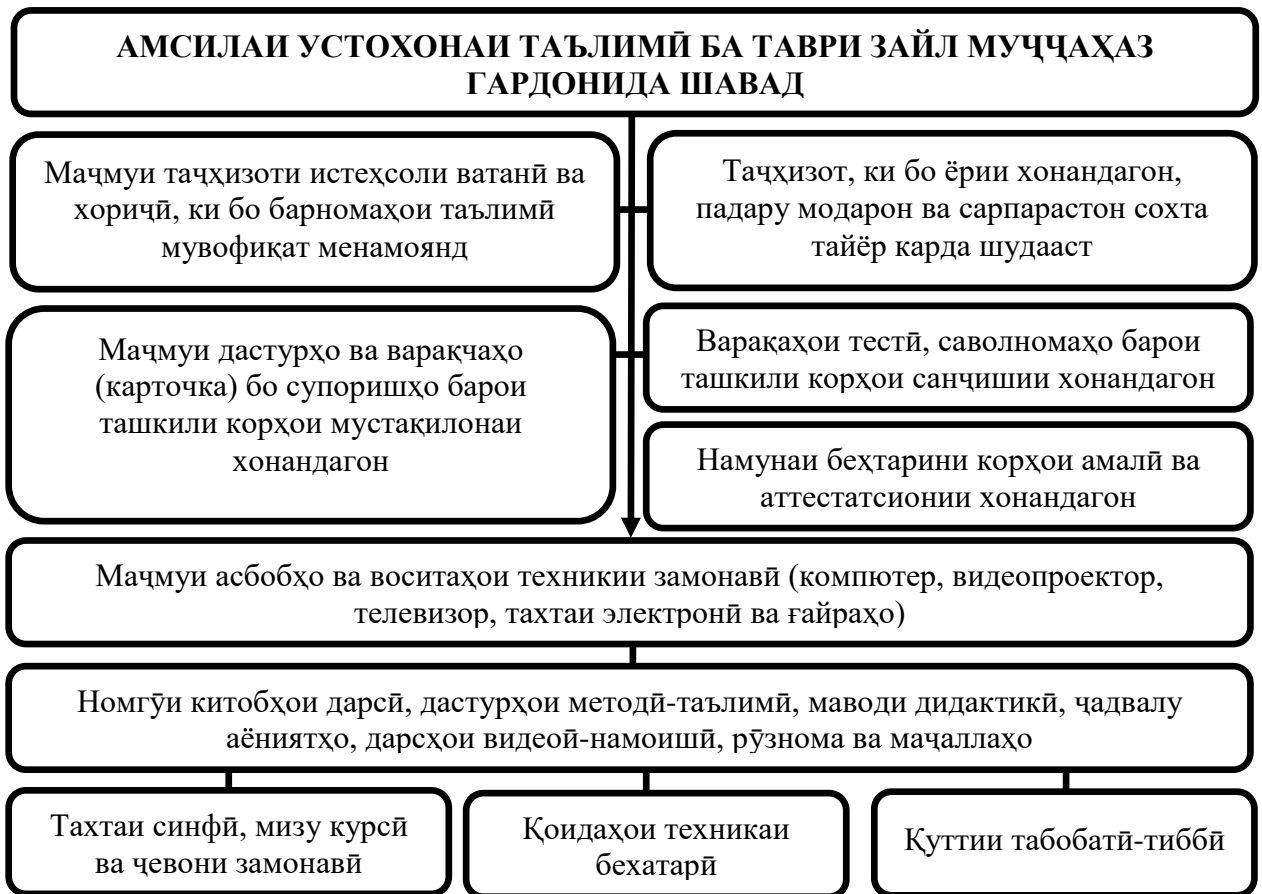 АМСИЛАИ УСТОХОНАИ ТАЪЛИМӢ БА ТАВРИ ЗАЙЛ МУҶҶАҲАЗ
ГАРДОНИДА ШАВАД
Маҷмуи таҷҳизоти истеҳсоли ватанӣ ва
хориҷӣ, ки бо барномаҳои таълимӣ
мувофиқат менамоянд
Таҷҳизот, ки бо ёрии хонандагон,
падару модарон ва сарпарастон сохта
тайёр карда шудааст
Маҷмуи дастурҳо ва варақчаҳо
(карточка) бо супоришҳо барои
ташкили корҳои мустақилонаи
хонандагон
Варақаҳои тестӣ, саволномаҳо барои
ташкили корҳои санҷишии хонандагон
Намунаи беҳтарини корҳои амалӣ ва
аттестатсионии хонандагон
Маҷмуи асбобҳо ва воситаҳои техникии замонавӣ (компютер, видеопроектор,
телевизор, тахтаи электронӣ ва ғайраҳо)
Номгӯи китобҳои дарсӣ, дастурҳои методӣ-таълимӣ, маводи дидактикӣ, ҷадвалу
аёниятҳо, дарсҳои видеоӣ-намоишӣ, рӯзнома ва маҷаллаҳо
Тахтаи синфӣ, мизу курсӣ
ва ҷевони замонавӣ
Қоидаҳои техникаи
бехатарӣ
Қуттии табобатӣ-тиббӣ